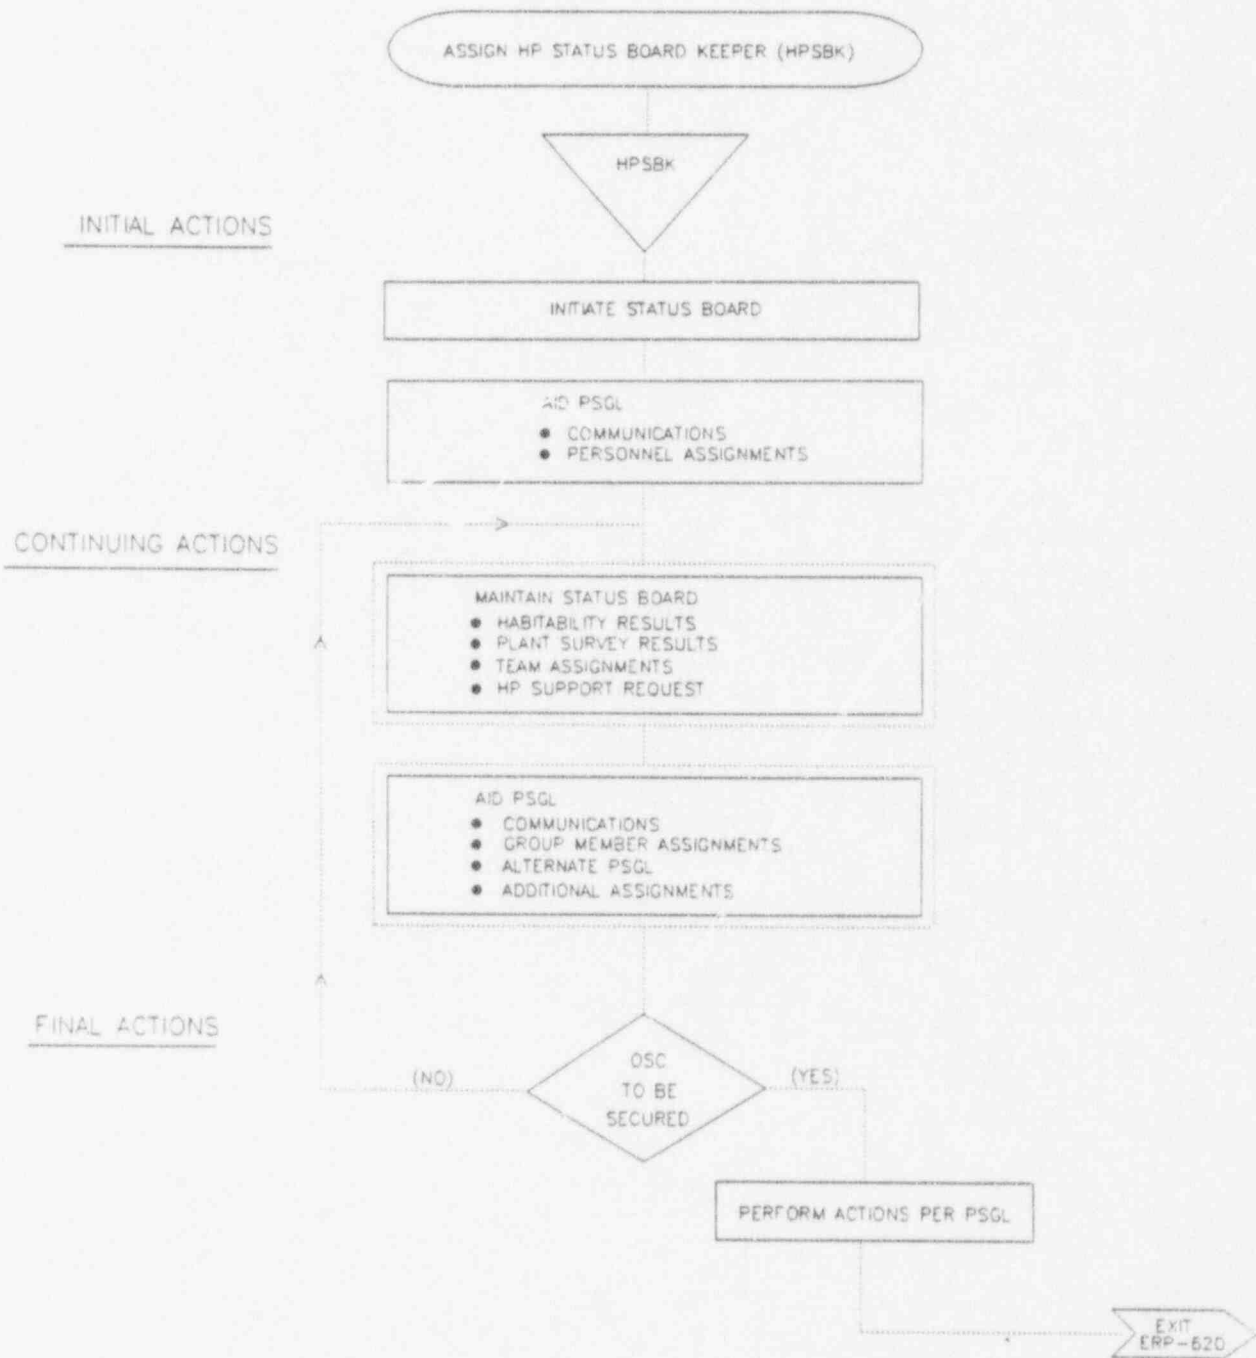 ASSIGN HP STATUS BOARD KEEPER (HPSBK)
HPSBK
INITIAL ACTIONS
INITIATE STATUS BOARD
AID PSGL
● COMMUNICATIONS
● PERSONNEL ASSIGNMENTS
CONTINUING ACTIONS
MAINTAIN STATUS BOARD
● HABITABILITY RESULTS
● PLANT SURVEY RESULTS
● TEAM ASSIGNMENTS
● HP SUPPORT REQUEST
AID PSGL
● COMMUNICATIONS
● GROUP MEMBER ASSIGNMENTS
● ALTERNATE PSGL
● ADDITIONAL ASSIGNMENTS
FINAL ACTIONS
(NO)
OSC
TO BE
SECURED
(YES)
PERFORM ACTIONS PER PSGL
EXIT
ERP-620